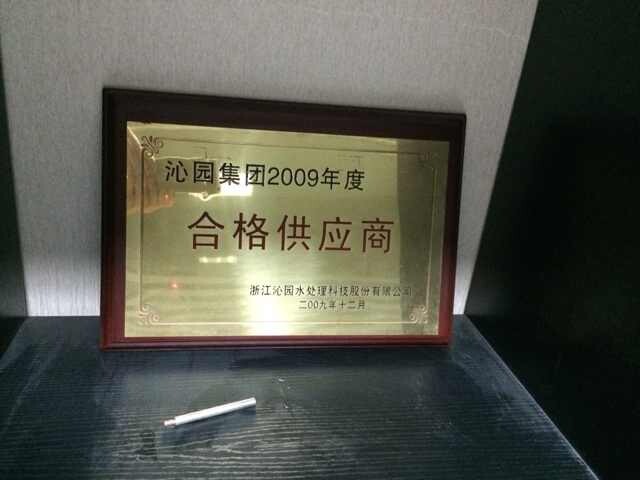 沁园集团2009年度
合格供应商
浙江沁园水处理科技股份有限公司
二00九年十二月